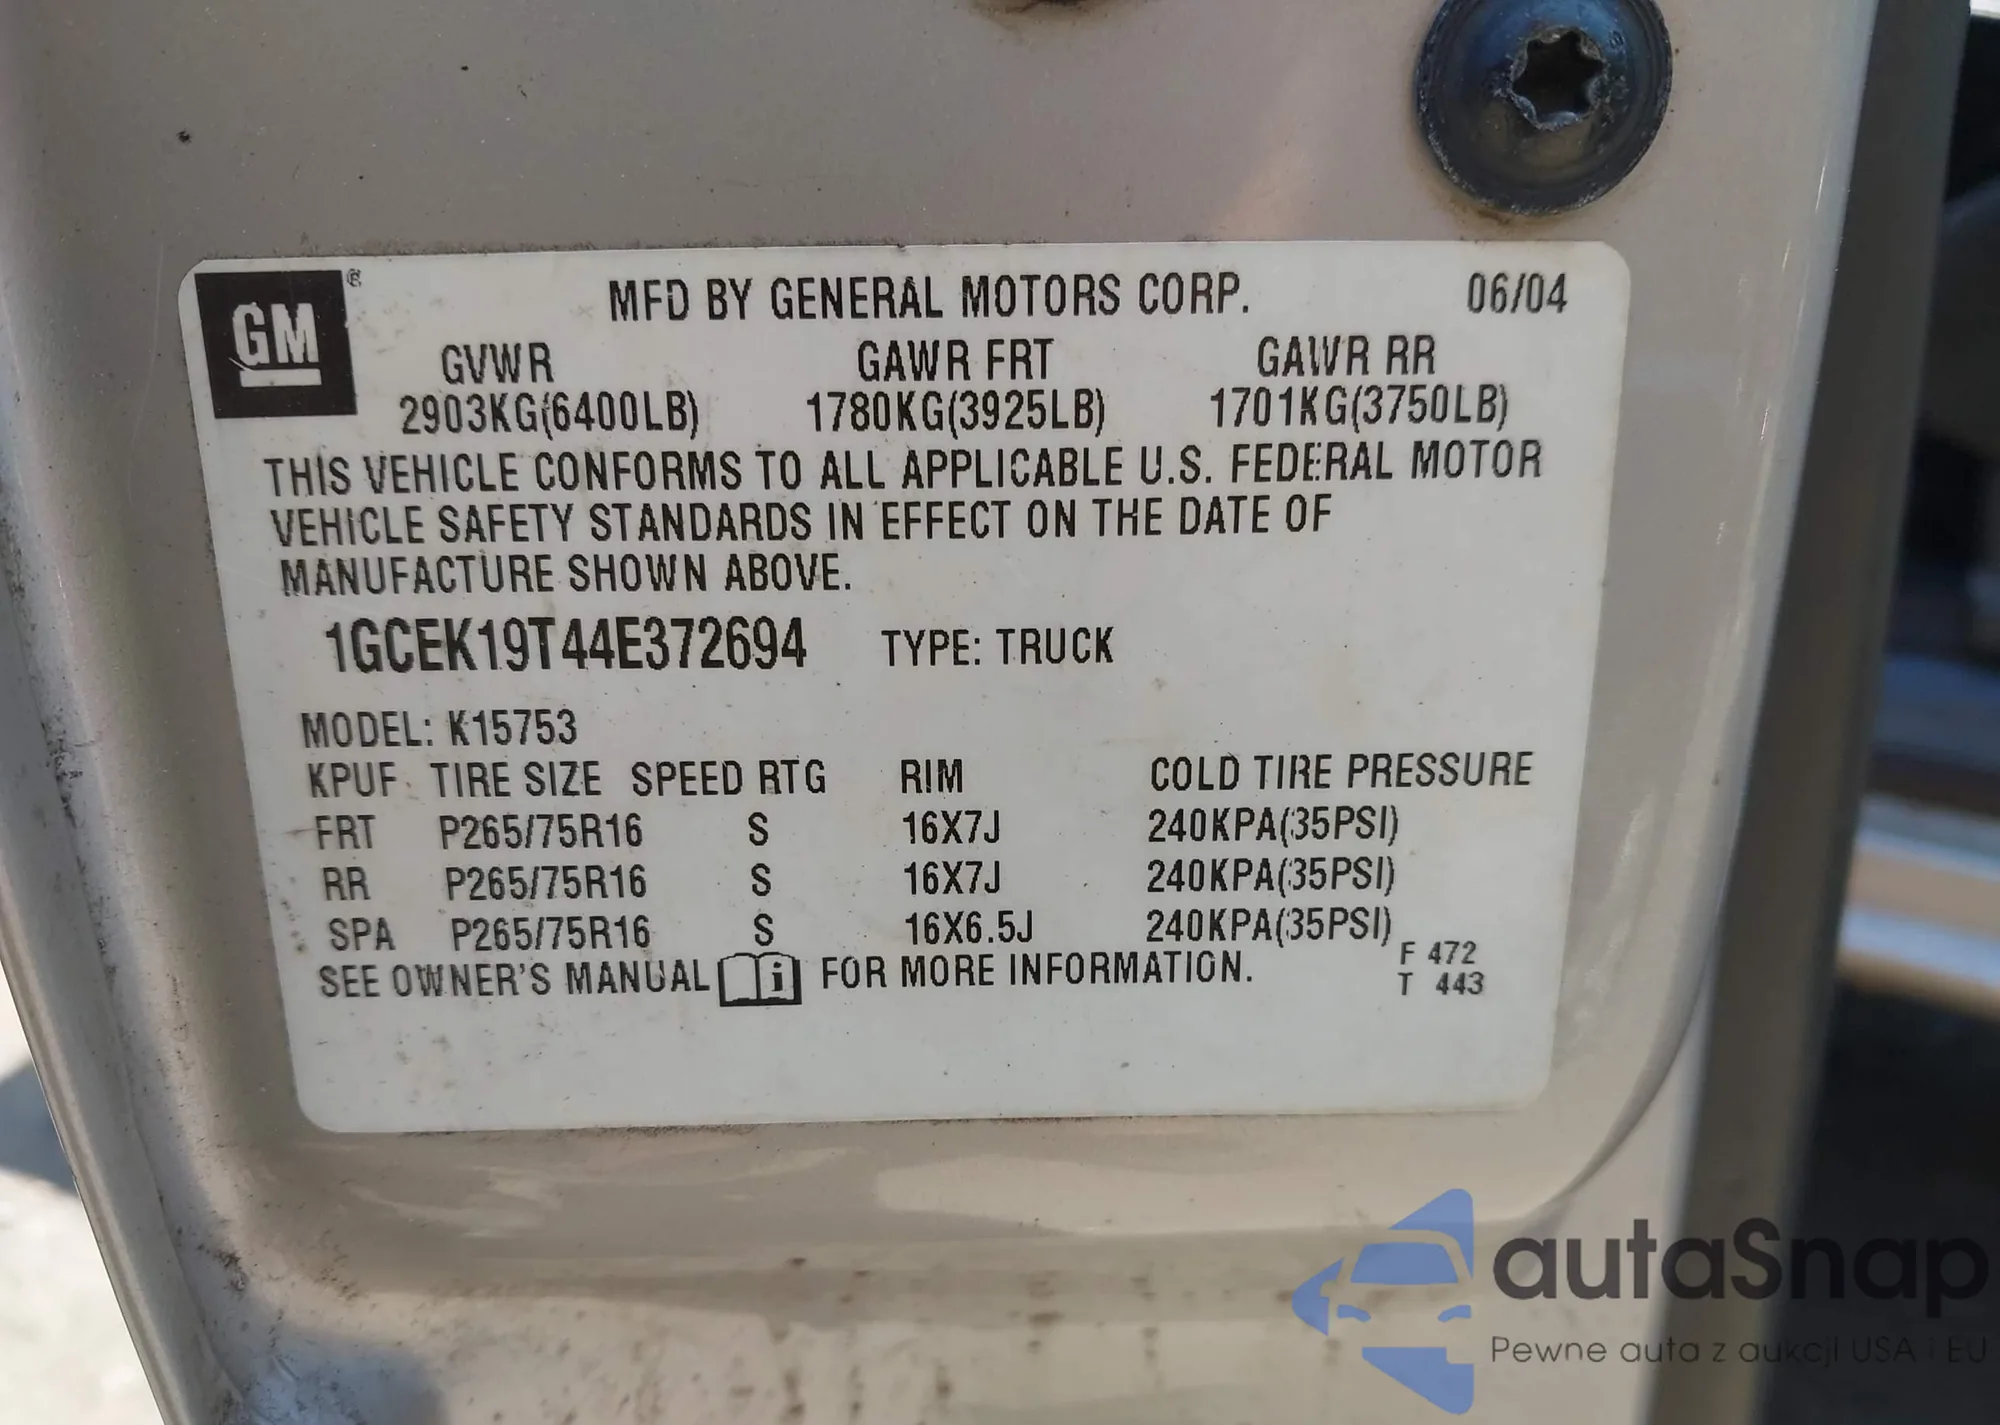 GM ®
MFD BY GENERAL MOTORS CORP. 06/04
GVWR GAWR FRT GAWR RR
2903KG(6400LB) 1780KG(3925LB) 1701KG(3750LB)
THIS VEHICLE CONFORMS TO ALL APPLICABLE U.S. FEDERAL MOTOR
VEHICLE SAFETY STANDARDS IN EFFECT ON THE DATE OF
MANUFACTURE SHOWN ABOVE.
1GCEK19T44E372694 TYPE: TRUCK
MODEL: K15753
KPUF TIRE SIZE SPEED RTG RIM COLD TIRE PRESSURE
FRT P265/75R16 S 16X7J 240KPA(35PSI)
RR P265/75R16 S 16X7J 240KPA(35PSI)
SPA P265/75R16 S 16X6.5J 240KPA(35PSI)
SEE OWNER'S MANUAL i FOR MORE INFORMATION.
F 472
T 443
autaSnap
Pewne auta z aukcji USA i EU